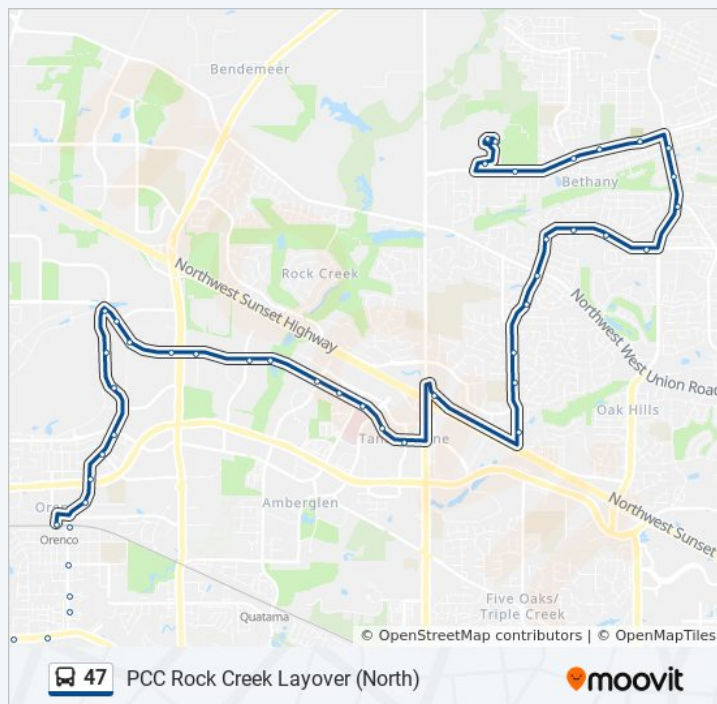 Bendemeer
Bethany
Rock Creek
Northwest Sunset Highway
Northwest West Union Road
Oak Hills
Orenco
Amberglen
Northwest Sunset
Five Oaks/
Triple Creek
Quatama
© OpenStreetMap contributors | © OpenMapTiles
47 PCC Rock Creek Layover (North)
moovit